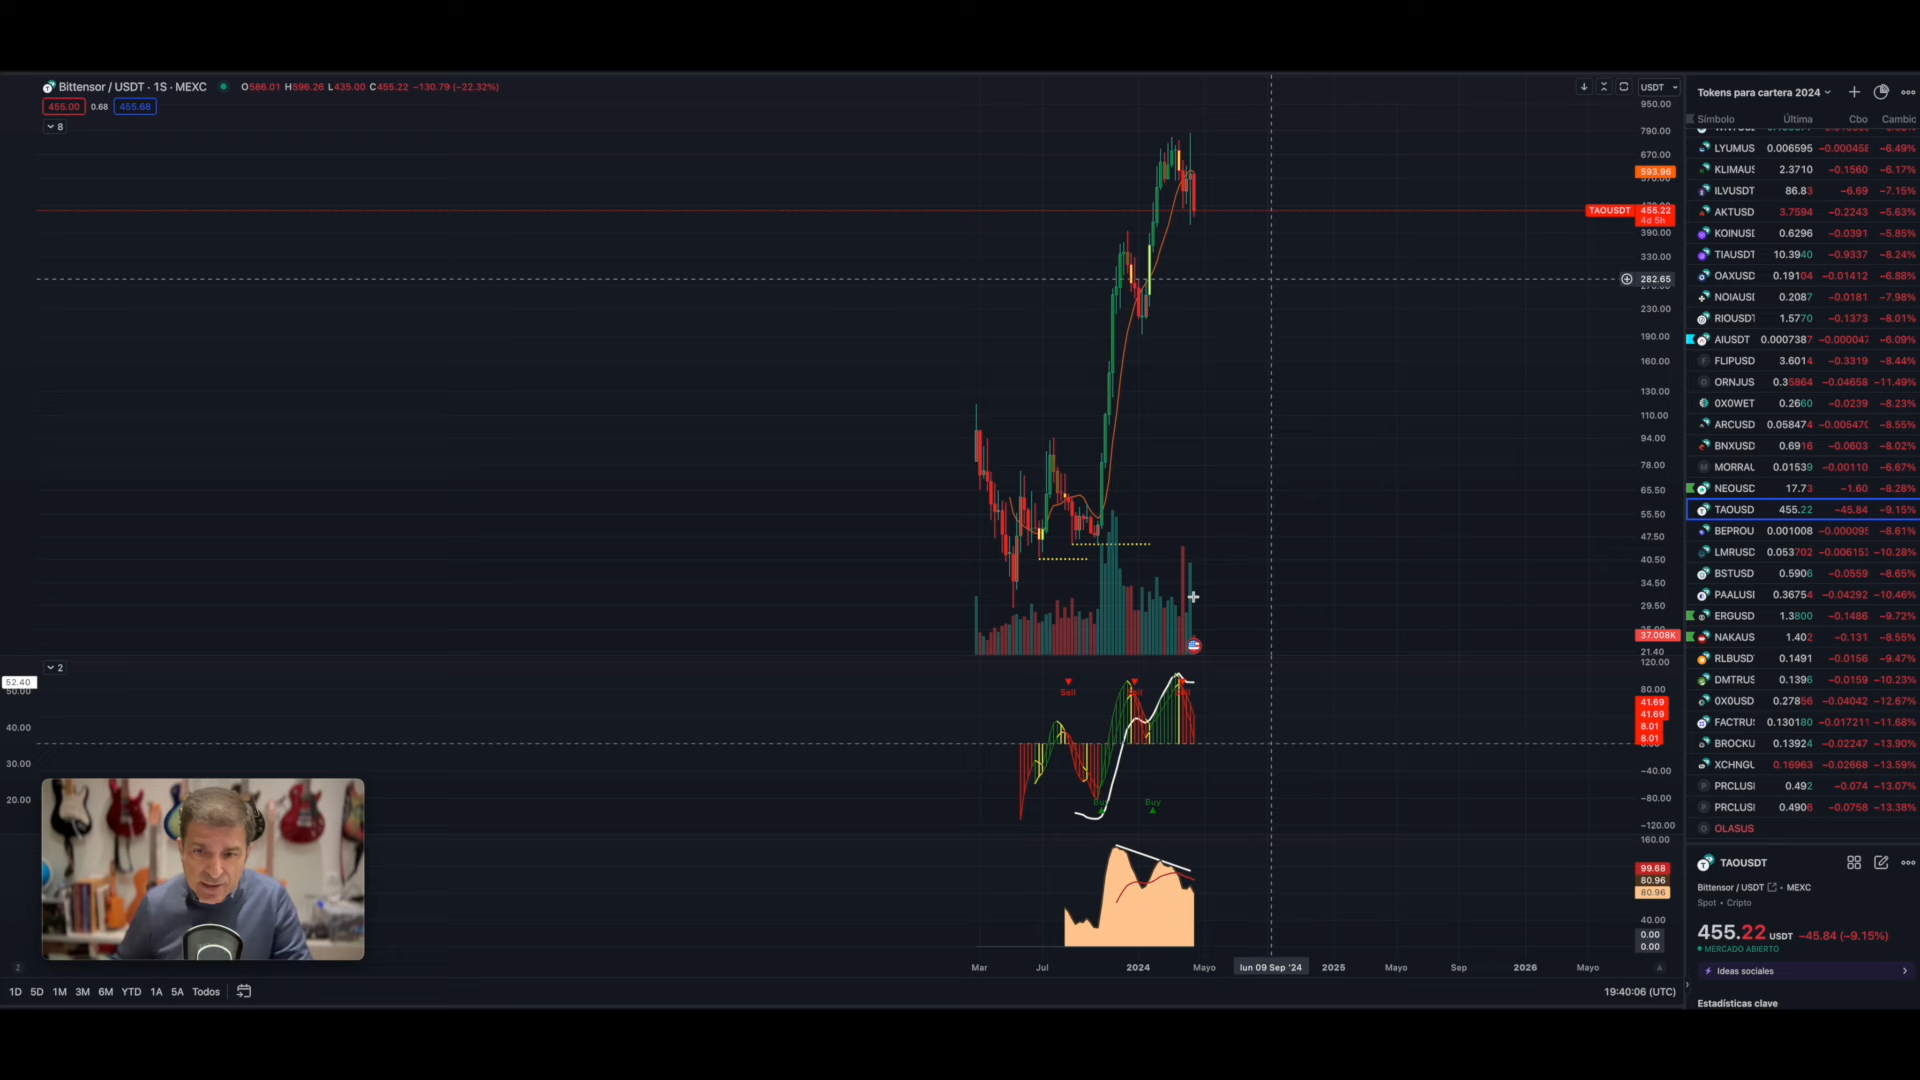 Bittensor / USDT · 1S · MEXC
O586.01 H596.26 L435.00 C455.22 −130.79 (−22.32%)
455.00 0.68 455.68
8
USDT
950.00
790.00
670.00
593.96
TAOUSDT 455.22
4d 5h
390.00
330.00
282.65
230.00
190.00
160.00
130.00
110.00
94.00
78.00
65.50
55.50
47.50
40.50
34.50
29.50
37.008K
21.40
2
52.40
50.00
40.00
30.00
20.00
Sell
Sell
Buy
Buy
120.00
80.00
41.69
41.69
8.01
8.01
−40.00
−80.00
−120.00
160.00
99.68
80.96
80.96
40.00
0.00
0.00
Mar Jul 2024 Mayo lun 09 Sep '24 2025 Mayo Sep 2026 Mayo
A
Z
1D 5D 1M 3M 6M YTD 1A 5A Todos
19:40:06 (UTC)
Tokens para cartera 2024
Símbolo Última Cbo Cambio
LYUMUS 0.006595 −0.000458 −6.49%
KLIMAUS 2.3710 −0.1560 −6.17%
ILVUSDT 86.83 −6.69 −7.15%
AKTUSD 3.7594 −0.2243 −5.63%
KOINUSD 0.6296 −0.0391 −5.85%
TIAUSDT 10.3940 −0.9337 −8.24%
OAXUSD 0.19104 −0.01412 −6.88%
NOIAUSD 0.2087 −0.0181 −7.98%
RIOUSDT 1.5770 −0.1373 −8.01%
AIUSDT 0.0007387 −0.000047 −6.09%
FLIPUSD 3.6014 −0.3319 −8.44%
ORNJUS 0.35864 −0.04658 −11.49%
0X0WET 0.2660 −0.0239 −8.23%
ARCUSD 0.058474 −0.005470 −8.55%
BNXUSD 0.6916 −0.0603 −8.02%
MORRAU 0.01539 −0.00110 −6.67%
NEOUSD 17.73 −1.60 −8.28%
TAOUSD 455.22 −45.84 −9.15%
BEPROU 0.001008 −0.000095 −8.61%
LMRUSD 0.053702 −0.006153 −10.28%
BSTUSD 0.5906 −0.0559 −8.65%
PAALUSD 0.36754 −0.04292 −10.46%
ERGUSD 1.3800 −0.1486 −9.72%
NAKAUS 1.402 −0.131 −8.55%
RLBUSD 0.1491 −0.0156 −9.47%
DMTRUS 0.1396 −0.0159 −10.23%
0X0USD 0.27856 −0.04042 −12.67%
FACTRUS 0.130180 −0.017211 −11.68%
BROCKU 0.13924 −0.02247 −13.90%
XCHNGU 0.16963 −0.02668 −13.59%
PRCLUSI 0.492 −0.074 −13.07%
PRCLUSI 0.4906 −0.0758 −13.38%
OLASUS
TAOUSDT
Bittensor / USDT · MEXC
Spot · Cripto
455.22 USDT −45.84 (−9.15%)
MERCADO ABIERTO
Ideas sociales
Estadísticas clave